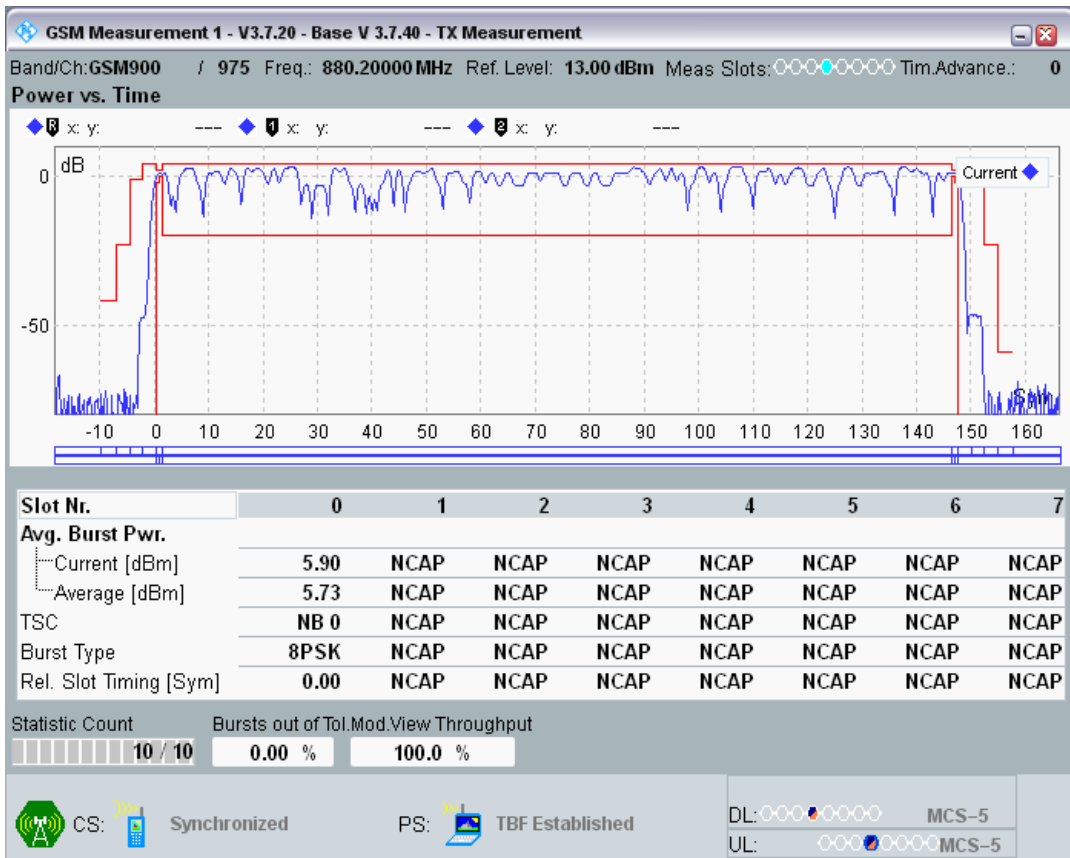 GSM Measurement 1 - V3.7.20 - Base V 3.7.40 - TX Measurement
Band/Ch:GSM900 / 975 Freq.: 880.20000 MHz Ref. Level: 13.00 dBm Meas Slots: Tim.Advance.: 0
Power vs. Time
R x: y: --- 1 x: y: --- 2 x: y: ---
dB
Current
0
-50
Sym
-10 0 10 20 30 40 50 60 70 80 90 100 110 120 130 140 150 160
Slot Nr. 0 1 2 3 4 5 6 7
Avg. Burst Pwr.
Current [dBm] 5.90 NCAP NCAP NCAP NCAP NCAP NCAP NCAP
Average [dBm] 5.73 NCAP NCAP NCAP NCAP NCAP NCAP NCAP
TSC NB 0 NCAP NCAP NCAP NCAP NCAP NCAP NCAP
Burst Type 8PSK NCAP NCAP NCAP NCAP NCAP NCAP NCAP
Rel. Slot Timing [Sym] 0.00 NCAP NCAP NCAP NCAP NCAP NCAP NCAP
Statistic Count Bursts out of Tol.Mod.View Throughput
10 / 10 0.00 % 100.0 %
CS: Synchronized PS: TBF Established
DL: MCS-5
UL: MCS-5